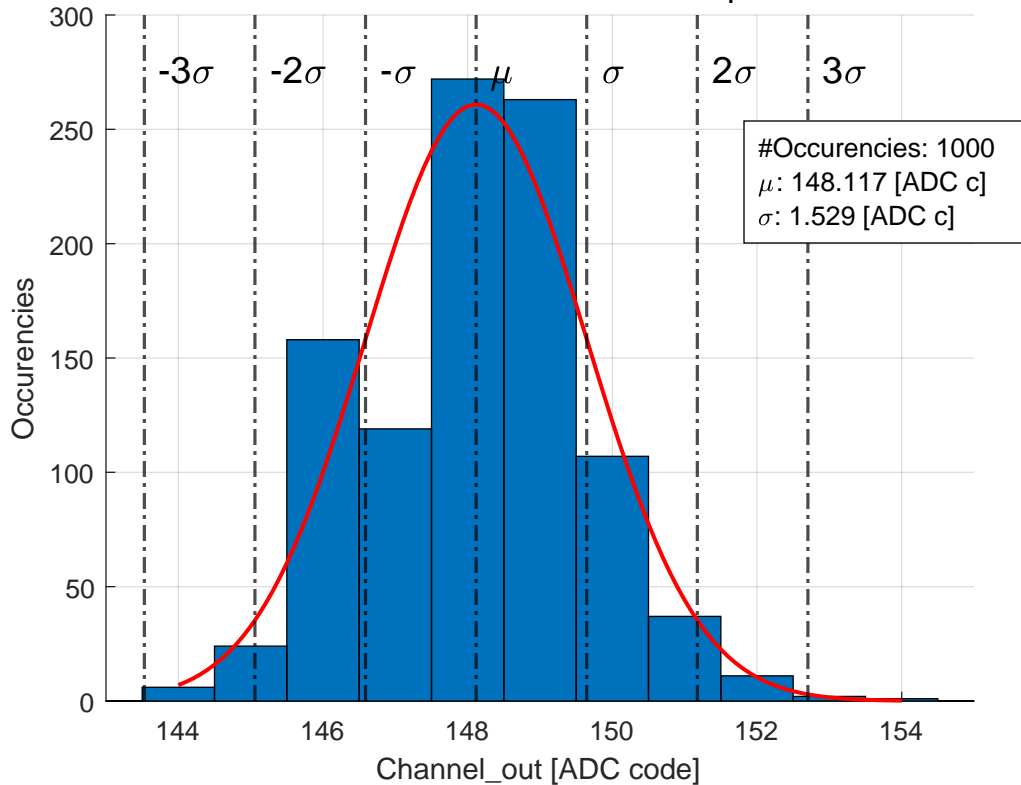 300
-3σ -2σ -σ μ σ 2σ 3σ
250
#Occurencies: 1000
μ: 148.117 [ADC c]
σ: 1.529 [ADC c]
200
150
100
50
0
Occurencies
144 146 148 150 152 154
Channel_out [ADC code]